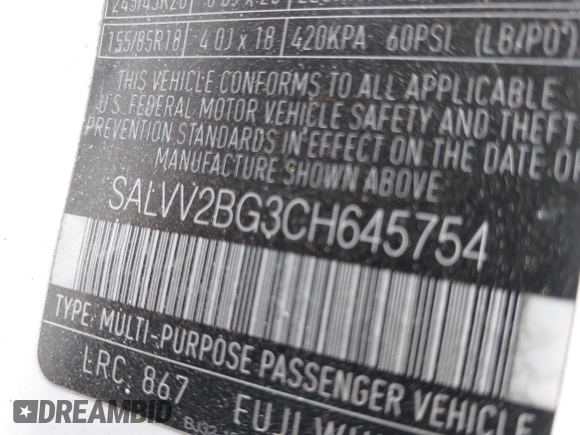 155/85R18 4.0J x 18 420KPA 60PSI (LB/PO²)
THIS VEHICLE CONFORMS TO ALL APPLICABLE
U.S. FEDERAL MOTOR VEHICLE SAFETY AND THEFT
PREVENTION STANDARDS IN EFFECT ON THE DATE OF
MANUFACTURE SHOWN ABOVE.
SALVV2BG3CH645754
TYPE: MULTI-PURPOSE PASSENGER VEHICLE
LRC. 867
FUJI
DREAMBID